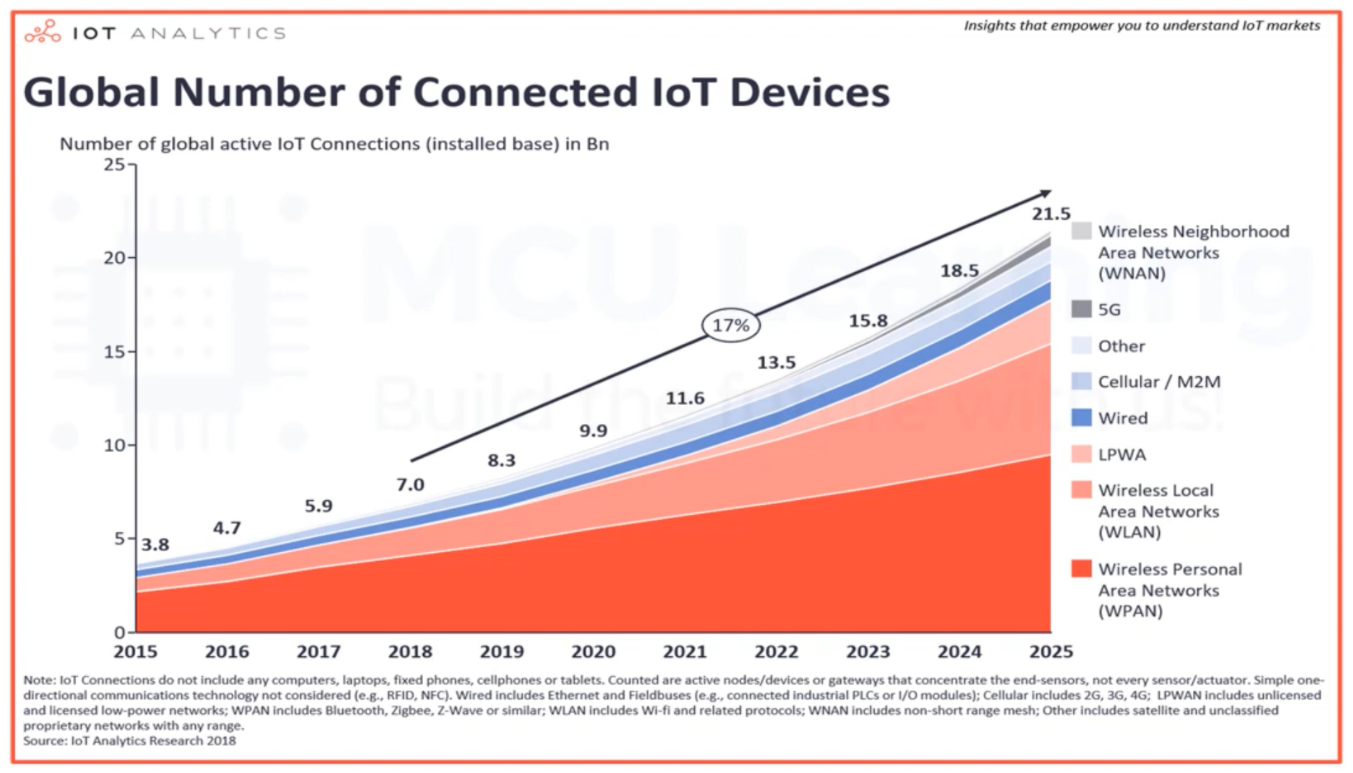 IOT ANALYTICS
Insights that empower you to understand IoT markets
Global Number of Connected IoT Devices
Number of global active IoT Connections (installed base) in Bn
25
20
15
10
5
0
3.8
4.7
5.9
7.0
8.3
9.9
11.6
13.5
15.8
18.5
21.5
17%
2015
2016
2017
2018
2019
2020
2021
2022
2023
2024
2025
Wireless Neighborhood
Area Networks
(WNAN)
5G
Other
Cellular / M2M
Wired
LPWA
Wireless Local
Area Networks
(WLAN)
Wireless Personal
Area Networks
(WPAN)
MCU Learning
Build the future with us!
Note: IoT Connections do not include any computers, laptops, fixed phones, cellphones or tablets. Counted are active nodes/devices or gateways that concentrate the end-sensors, not every sensor/actuator. Simple one-
directional communications technology not considered (e.g., RFID, NFC). Wired includes Ethernet and Fieldbuses (e.g., connected industrial PLCs or I/O modules); Cellular includes 2G, 3G, 4G; LPWAN includes unlicensed
and licensed low-power networks; WPAN includes Bluetooth, Zigbee, Z-Wave or similar; WLAN includes Wi-fi and related protocols; WNAN includes non-short range mesh; Other includes satellite and unclassified
proprietary networks with any range.
Source: IoT Analytics Research 2018